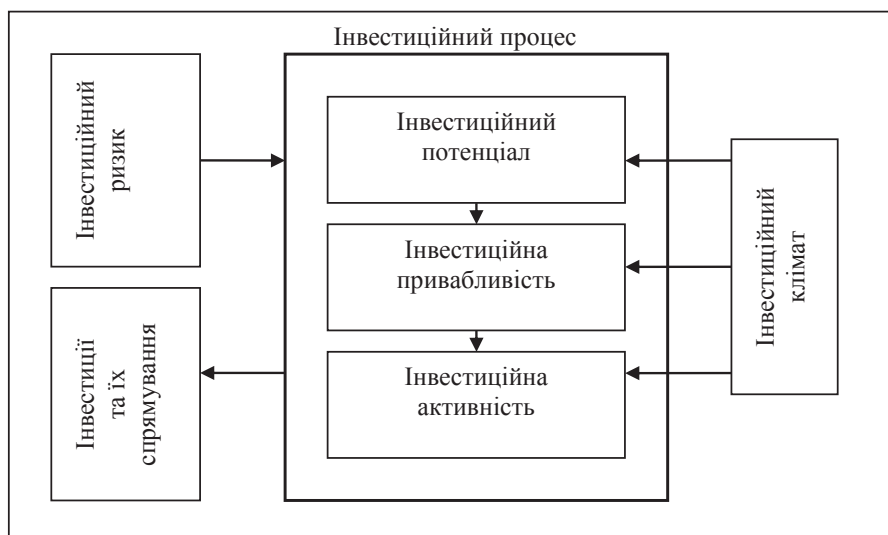 Інвестиційний процес
Інвестиційний
ризик
Інвестиції
та їх
спрямування
Інвестиційний
потенціал
Інвестиційна
привабливість
Інвестиційна
активність
Інвестиційний
клімат